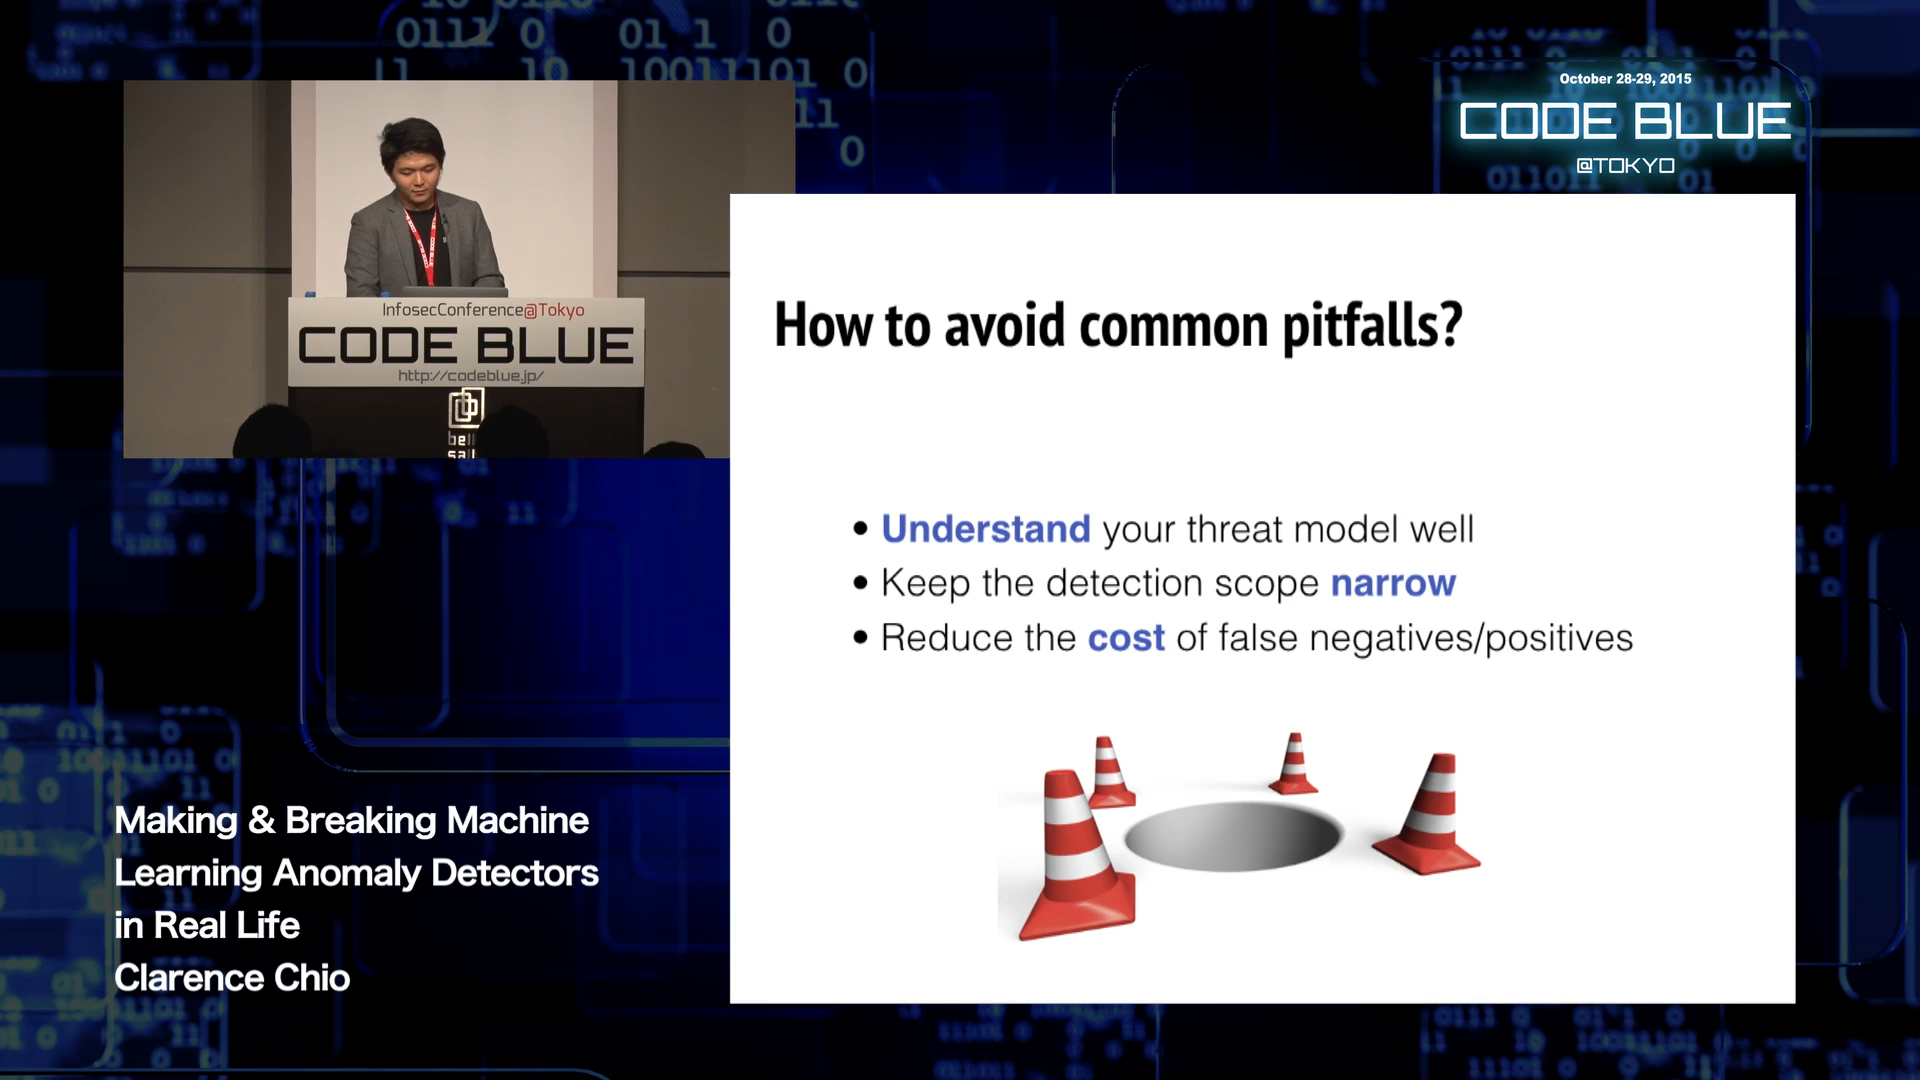 October 28-29, 2015
CODE BLUE
@TOKYO
InfosecConference@Tokyo
CODE BLUE
http://codeblue.jp/
How to avoid common pitfalls?
• Understand your threat model well
• Keep the detection scope narrow
• Reduce the cost of false negatives/positives
Making & Breaking Machine
Learning Anomaly Detectors
in Real Life
Clarence Chio